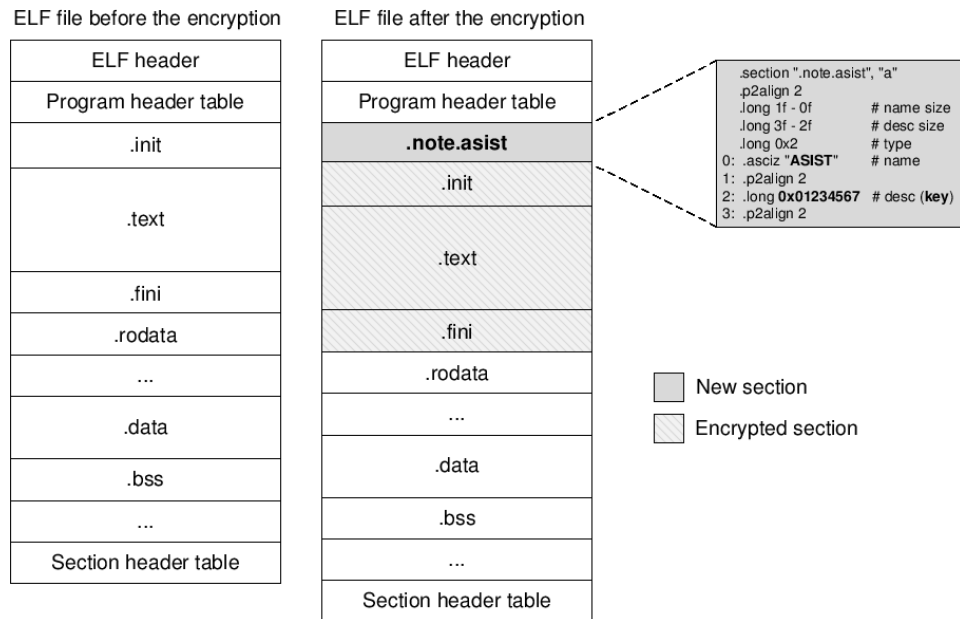 ELF file before the encryption
ELF header
Program header table
.init
.text
.fini
.rodata
...
.data
.bss
...
Section header table
ELF file after the encryption
ELF header
Program header table
.note.asist
.init
.text
.fini
.rodata
...
.data
.bss
...
Section header table
.section ".note.asist", "a"
.p2align 2
.long 1f - 0f # name size
.long 3f - 2f # desc size
.long 0x2 # type
0: .asciz "ASIST" # name
1: .p2align 2
2: .long 0x01234567 # desc (key)
3: .p2align 2
New section
Encrypted section